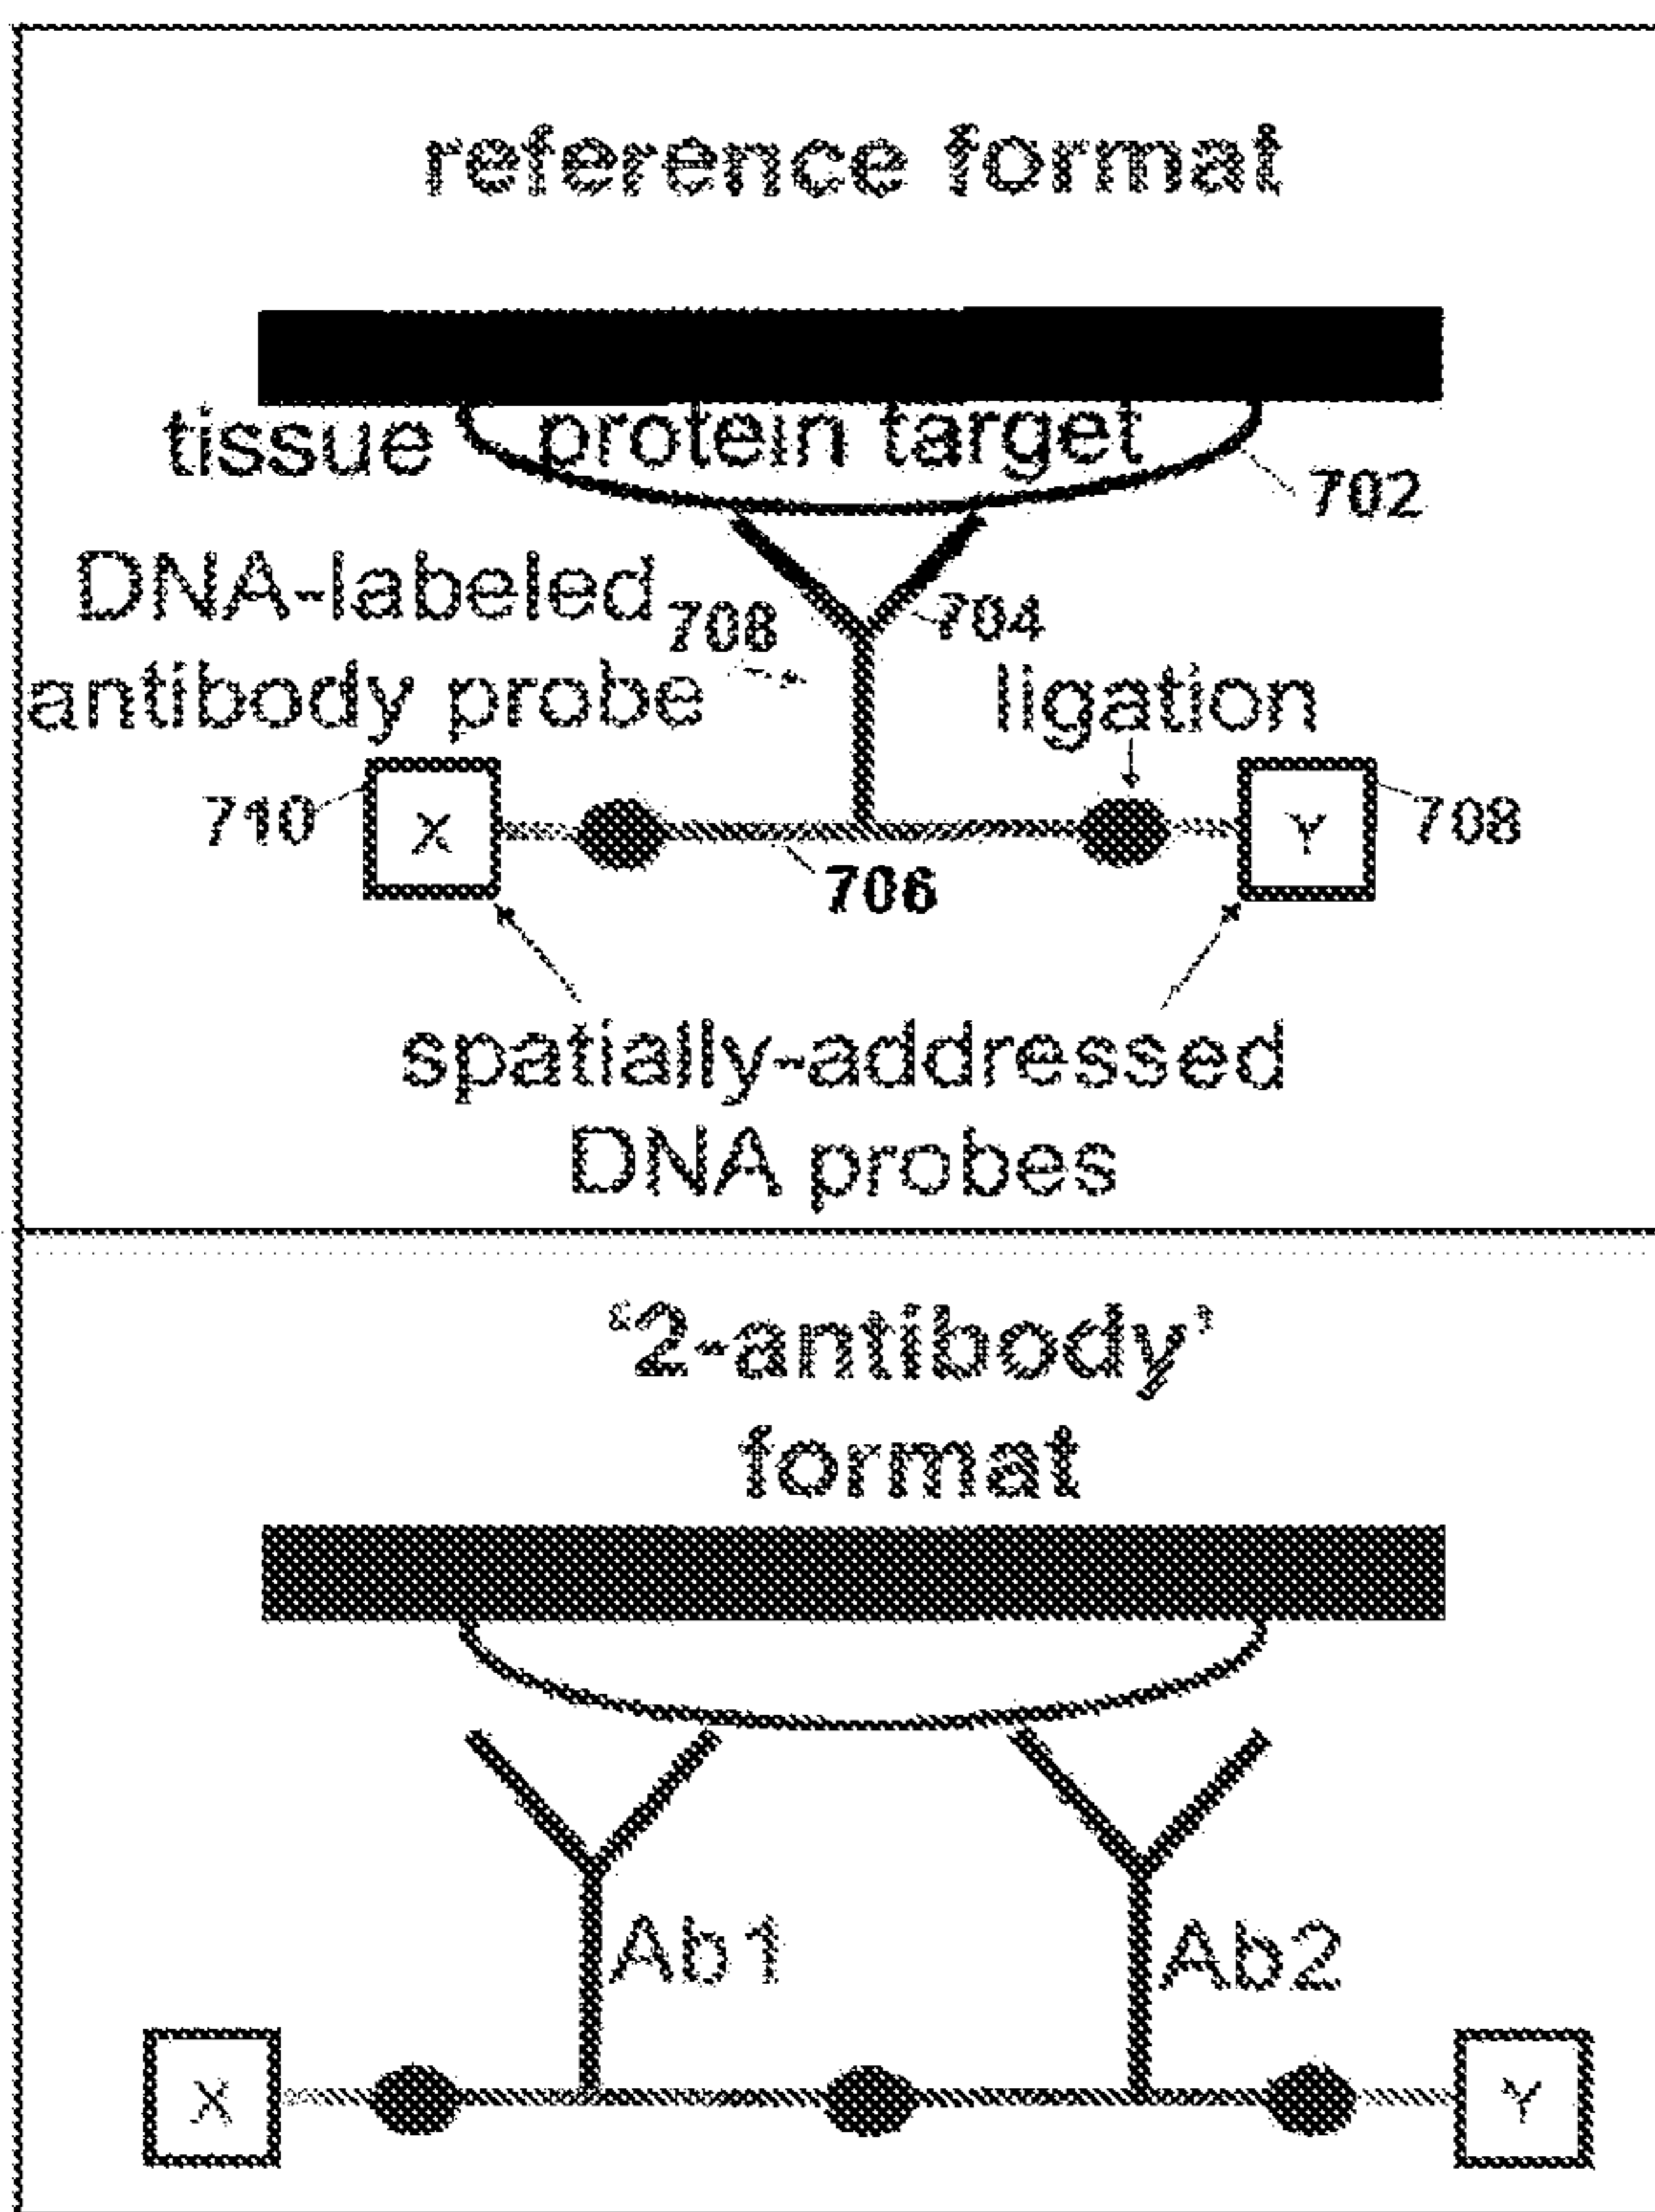 reference format
tissue protein target
702
DNA-labeled
708 704
antibody probe ligation
710 X Y 708
706
spatially-addressed
DNA probes
'2-antibody'
format
Ab1 Ab2
X Y